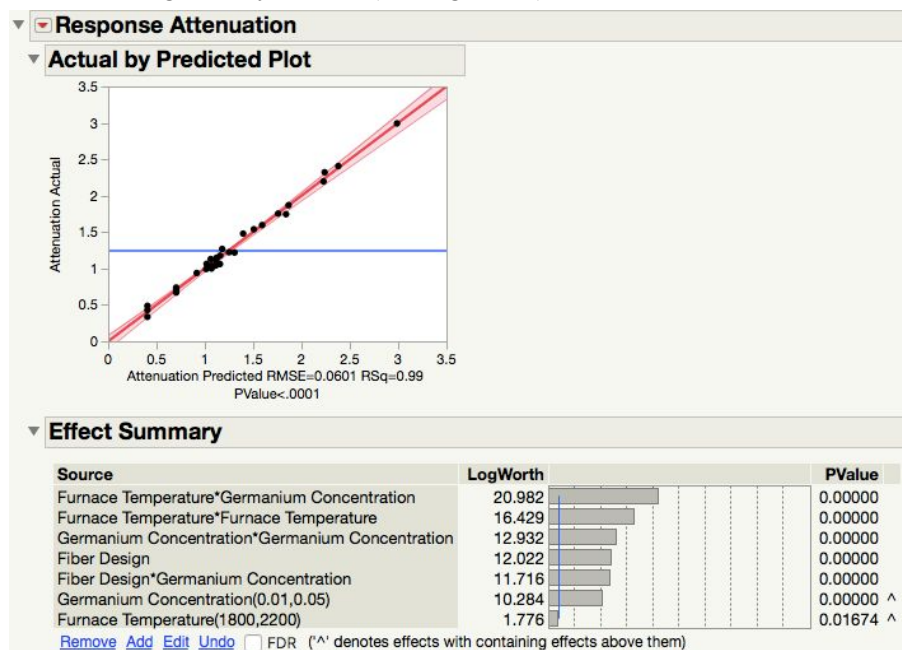 Response Attenuation
Actual by Predicted Plot
3.5
3
2.5
2
1.5
1
0.5
0
Attenuation Actual
0 0.5 1 1.5 2 2.5 3 3.5
Attenuation Predicted RMSE=0.0601 RSq=0.99
PValue<.0001
Effect Summary
Source LogWorth PValue
Furnace Temperature*Germanium Concentration 20.982 0.00000
Furnace Temperature*Furnace Temperature 16.429 0.00000
Germanium Concentration*Germanium Concentration 12.932 0.00000
Fiber Design 12.022 0.00000
Fiber Design*Germanium Concentration 11.716 0.00000
Germanium Concentration(0.01,0.05) 10.284 0.00000 ^
Furnace Temperature(1800,2200) 1.776 0.01674 ^
Remove Add Edit Undo FDR ('^' denotes effects with containing effects above them)